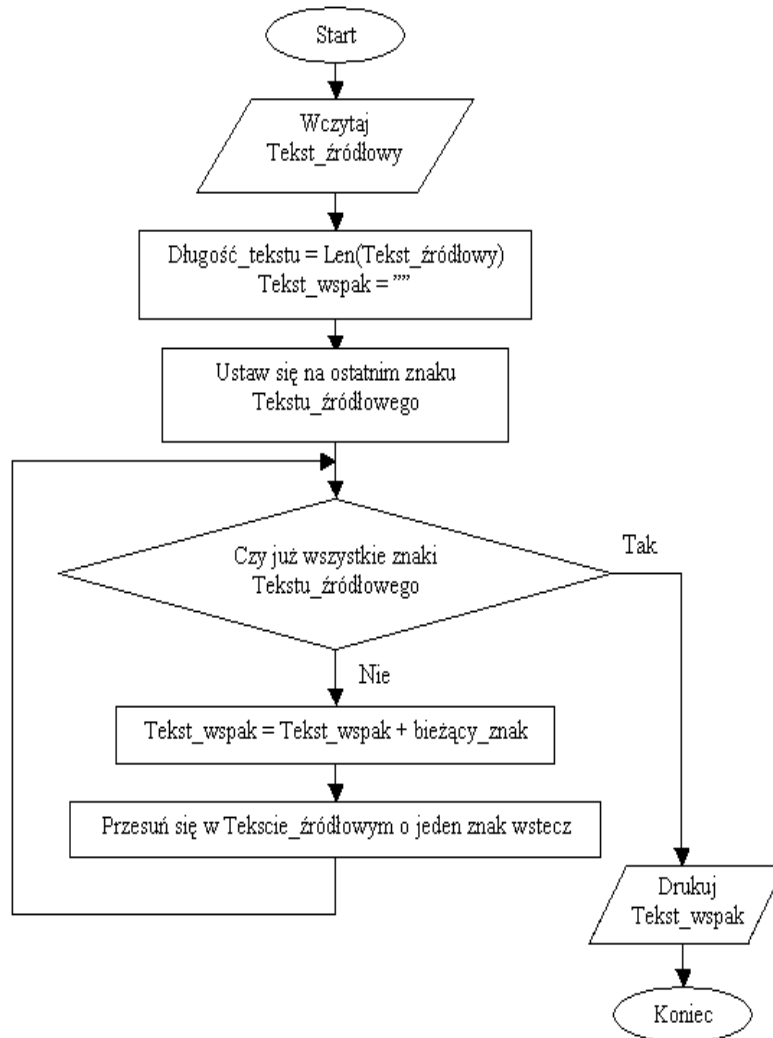 Start
Wczytaj
Tekst_źródłowy
Długość_tekstu = Len(Tekst_źródłowy)
Tekst_wspak = ””
Ustaw się na ostatnim znaku
Tekstu_źródłowego
Czy już wszystkie znaki
Tekstu_źródłowego
Tak
Nie
Tekst_wspak = Tekst_wspak + bieżący_znak
Przesuń się w Tekscie_źródłowym o jeden znak wstecz
Drukuj
Tekst_wspak
Koniec